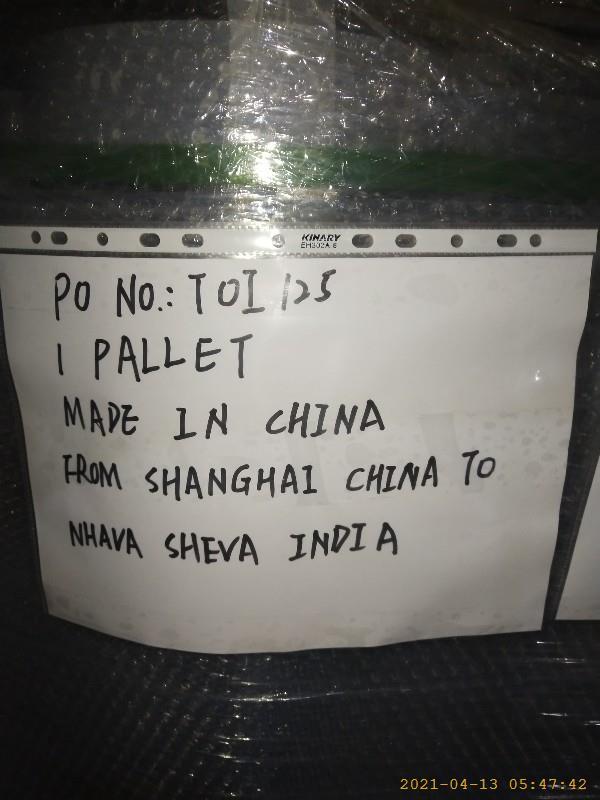 KINARY
EH303A-8
PO NO.: TOI 125
1 PALLET
MADE IN CHINA
FROM SHANGHAI CHINA TO
NHAVA SHEVA INDIA
2021-04-13 05:47:42